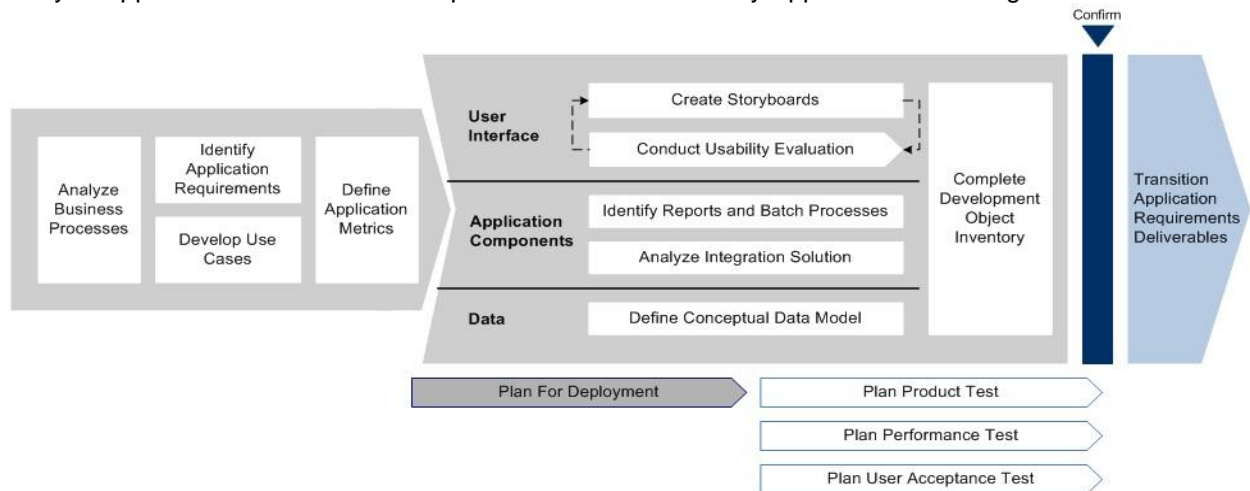 Confirm
Analyze
Business
Processes
Identify
Application
Requirements
Develop Use
Cases
Define
Application
Metrics
User
Interface
Create Storyboards
Conduct Usability Evaluation
Application
Components
Identify Reports and Batch Processes
Analyze Integration Solution
Data
Define Conceptual Data Model
Complete
Development
Object
Inventory
Transition
Application
Requirements
Deliverables
Plan For Deployment
Plan Product Test
Plan Performance Test
Plan User Acceptance Test